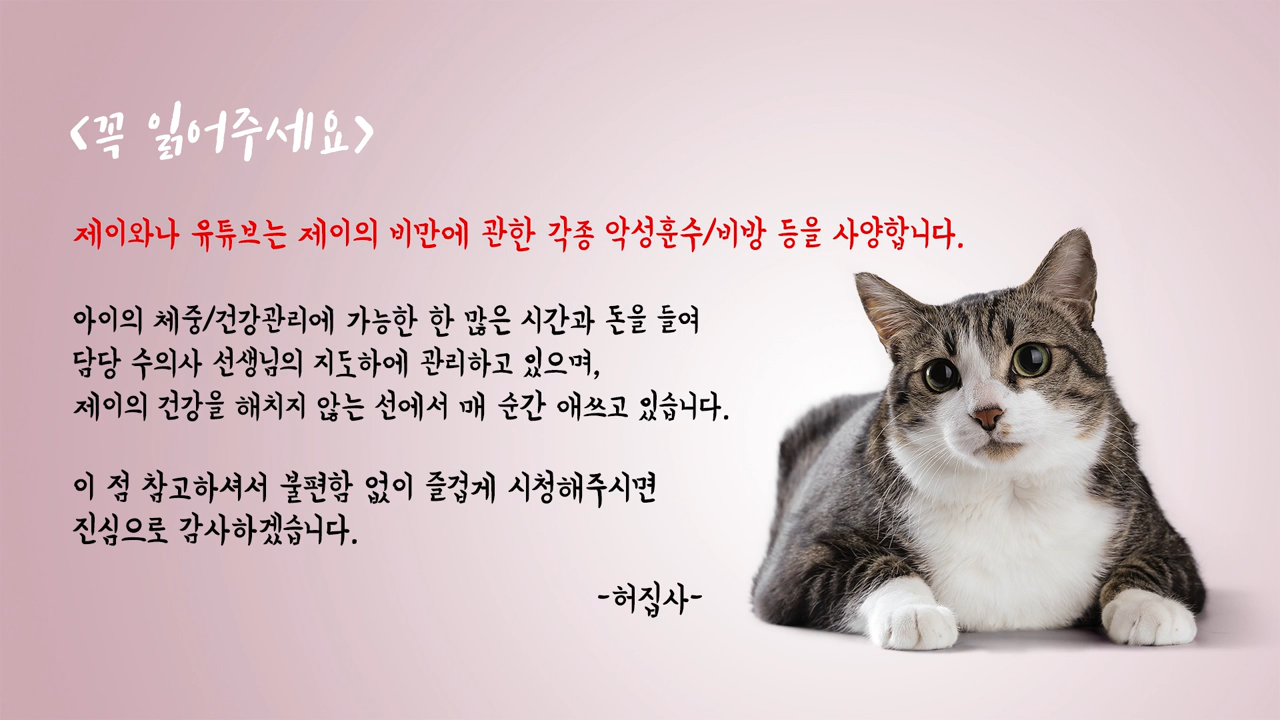 <꼭 읽어주세요>
제이와나 유튜브는 제이의 비만에 관한 각종 악성훈수/비방 등을 사양합니다.
아이의 체중/건강관리에 가능한 한 많은 시간과 돈을 들여
담당 수의사 선생님의 지도하에 관리하고 있으며,
제이의 건강을 해치지 않는 선에서 매 순간 애쓰고 있습니다.
이 점 참고하셔서 불편함 없이 즐겁게 시청해주시면
진심으로 감사하겠습니다.
-허집사-